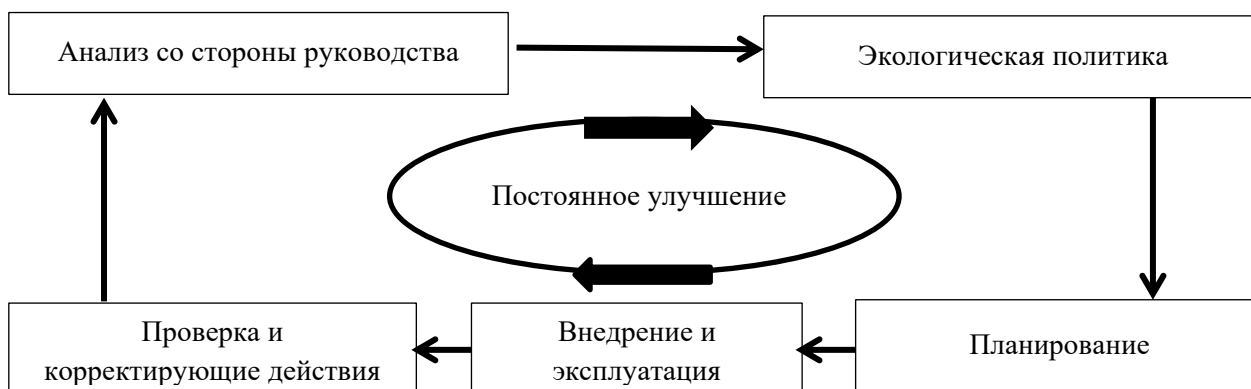 Анализ со стороны руководства
Экологическая политика
Постоянное улучшение
Проверка и
корректирующие действия
Внедрение и
эксплуатация
Планирование